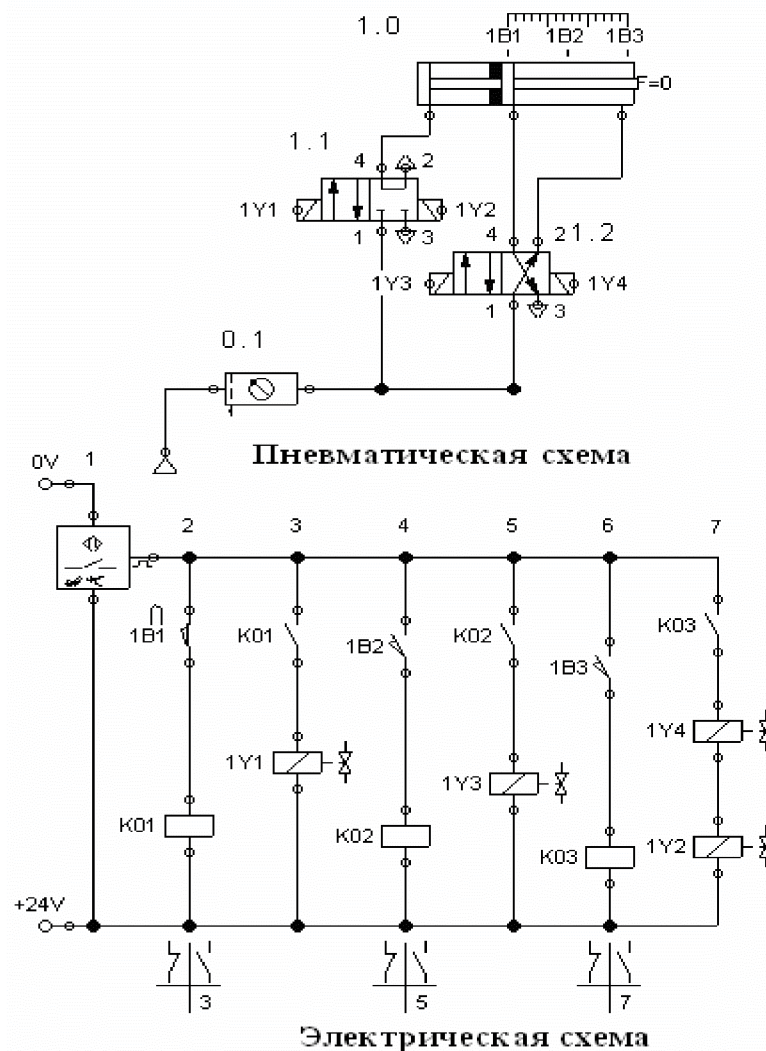 1.0
1B1 1B2 1B3
F=0
1.1
4 2
1Y1 1Y2
1 3
4 2 1.2
1Y3 1Y4
1 3
0.1
Пневматическая схема
0V 1
2 3 4 5 6 7
1B1 K01 1B2 K02 1B3 K03
1Y1 1Y3 1Y4
K01 K02 K03 1Y2
+24V
3 5 7
Электрическая схема